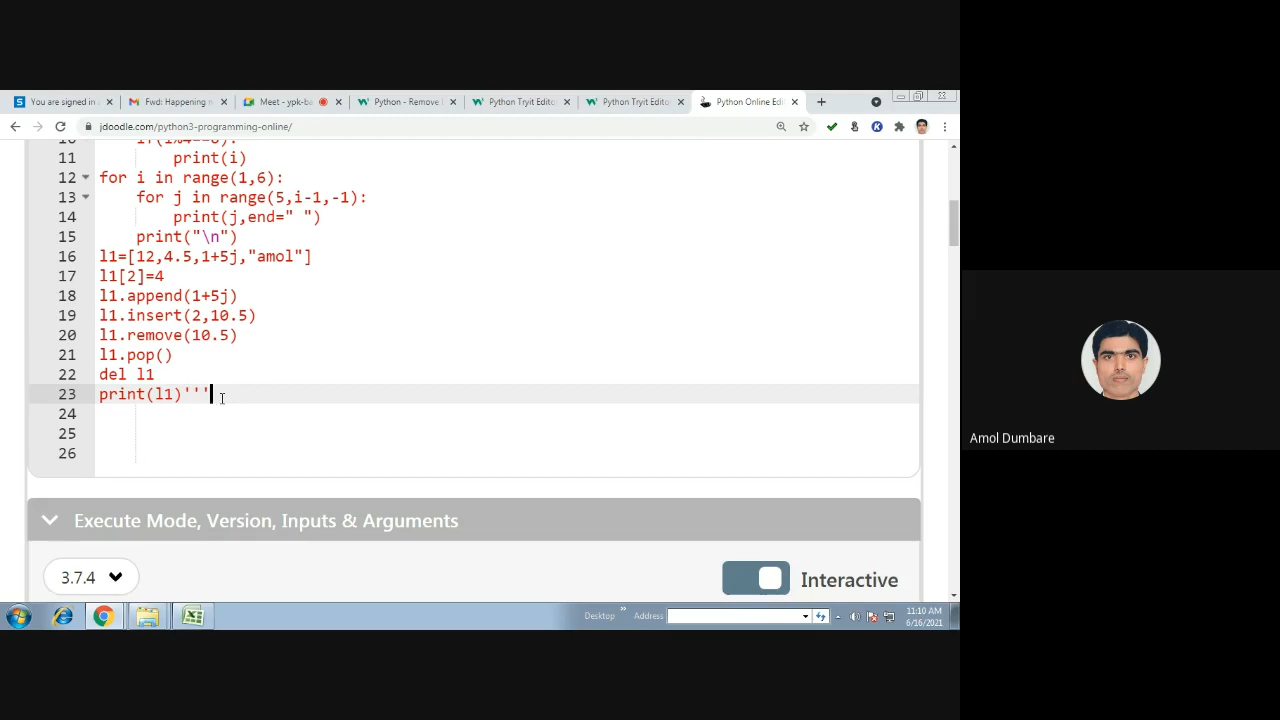 You are signed in
Fwd: Happening n
Meet - ypk-ba
Python - Remove
Python Tryit Edito
Python Tryit Edito
Python Online Ed
jdoodle.com/python3-programming-online/
11 print(i)
12 for i in range(1,6):
13 for j in range(5,i-1,-1):
14 print(j,end=" ")
15 print("\n")
16 l1=[12,4.5,1+5j,"amol"]
17 l1[2]=4
18 l1.append(1+5j)
19 l1.insert(2,10.5)
20 l1.remove(10.5)
21 l1.pop()
22 del l1
23 print(l1)'''
24
25
26
Execute Mode, Version, Inputs & Arguments
3.7.4
Interactive
Desktop
Address
11:10 AM
6/16/2021
Amol Dumbare